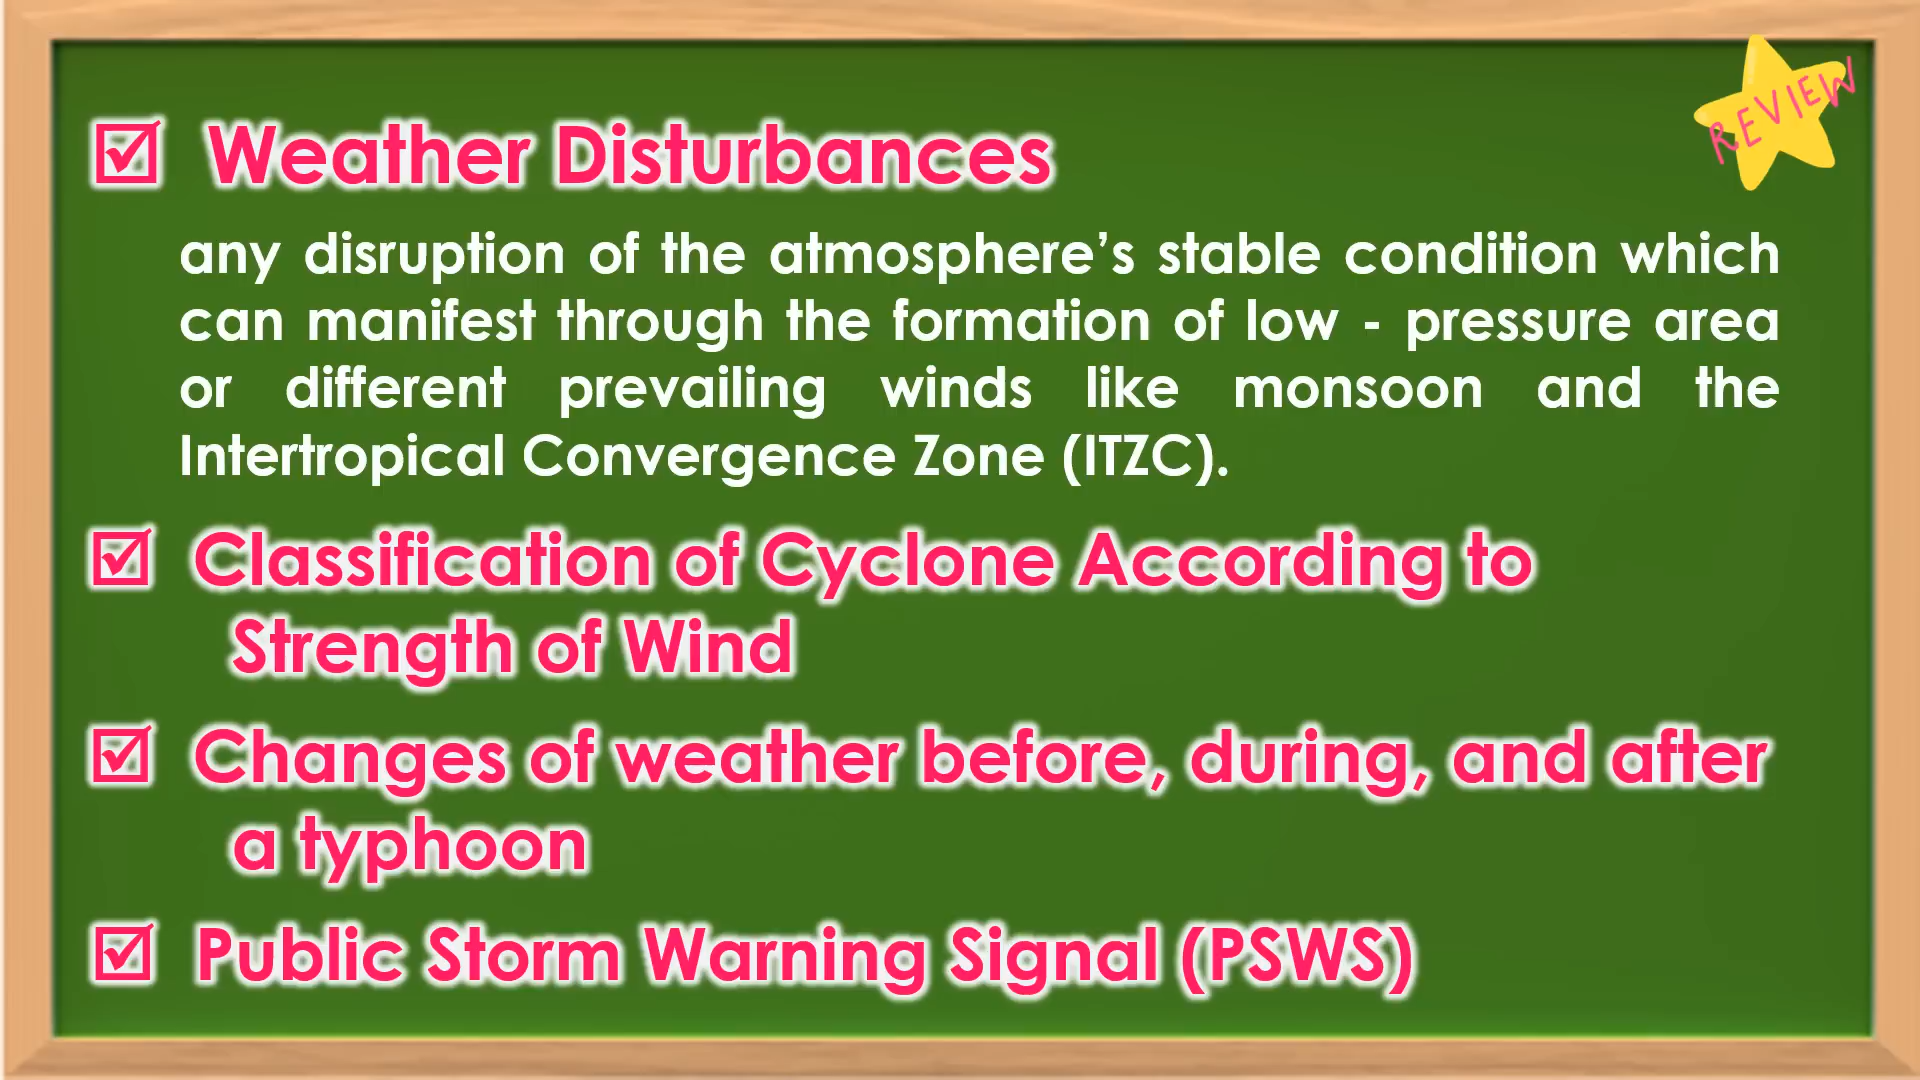 REVIEW
☑ Weather Disturbances
any disruption of the atmosphere’s stable condition which
can manifest through the formation of low - pressure area
or different prevailing winds like monsoon and the
Intertropical Convergence Zone (ITZC).
☑ Classification of Cyclone According to
Strength of Wind
☑ Changes of weather before, during, and after
a typhoon
☑ Public Storm Warning Signal (PSWS)